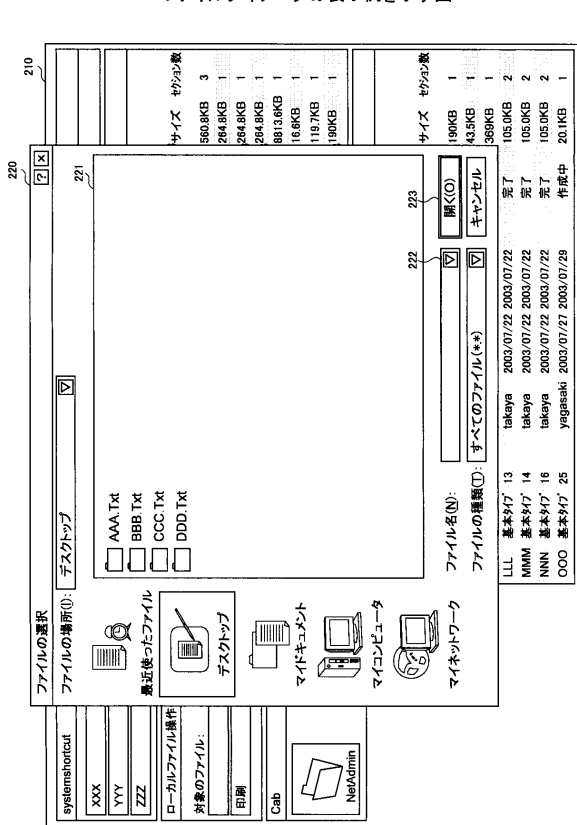 210
220
systemshortcut
XXX
YYY
ZZZ
ローカルファイル操作
対象のファイル:
印刷
Cab
NetAdmin
ファイルの選択
? ×
ファイルの場所(I): デスクトップ
221
最近使ったファイル
デスクトップ
マイドキュメント
マイコンピュータ
マイネットワーク
AAA.Txt
BBB.Txt
CCC.Txt
DDD.Txt
222
223
ファイル名(N):
開く(O)
ファイルの種類(T): すべてのファイル(*.*)
キャンセル
サイズ セクション数
560.8KB 3
264.8KB 1
264.8KB 1
264.8KB 1
8813.6KB 1
16.6KB 1
119.7KB 1
190KB 1
サイズ セクション数
190KB 1
43.5KB 1
369KB 1
LLL 基本タイプ 13 takaya 2003/07/22 2003/07/22 完了 105.0KB 2
MMM 基本タイプ 14 takaya 2003/07/22 2003/07/22 完了 105.0KB 2
NNN 基本タイプ 16 takaya 2003/07/22 2003/07/22 完了 105.0KB 2
OOO 基本タイプ 25 yagasaki 2003/07/27 2003/07/29 作成中 20.1KB 1